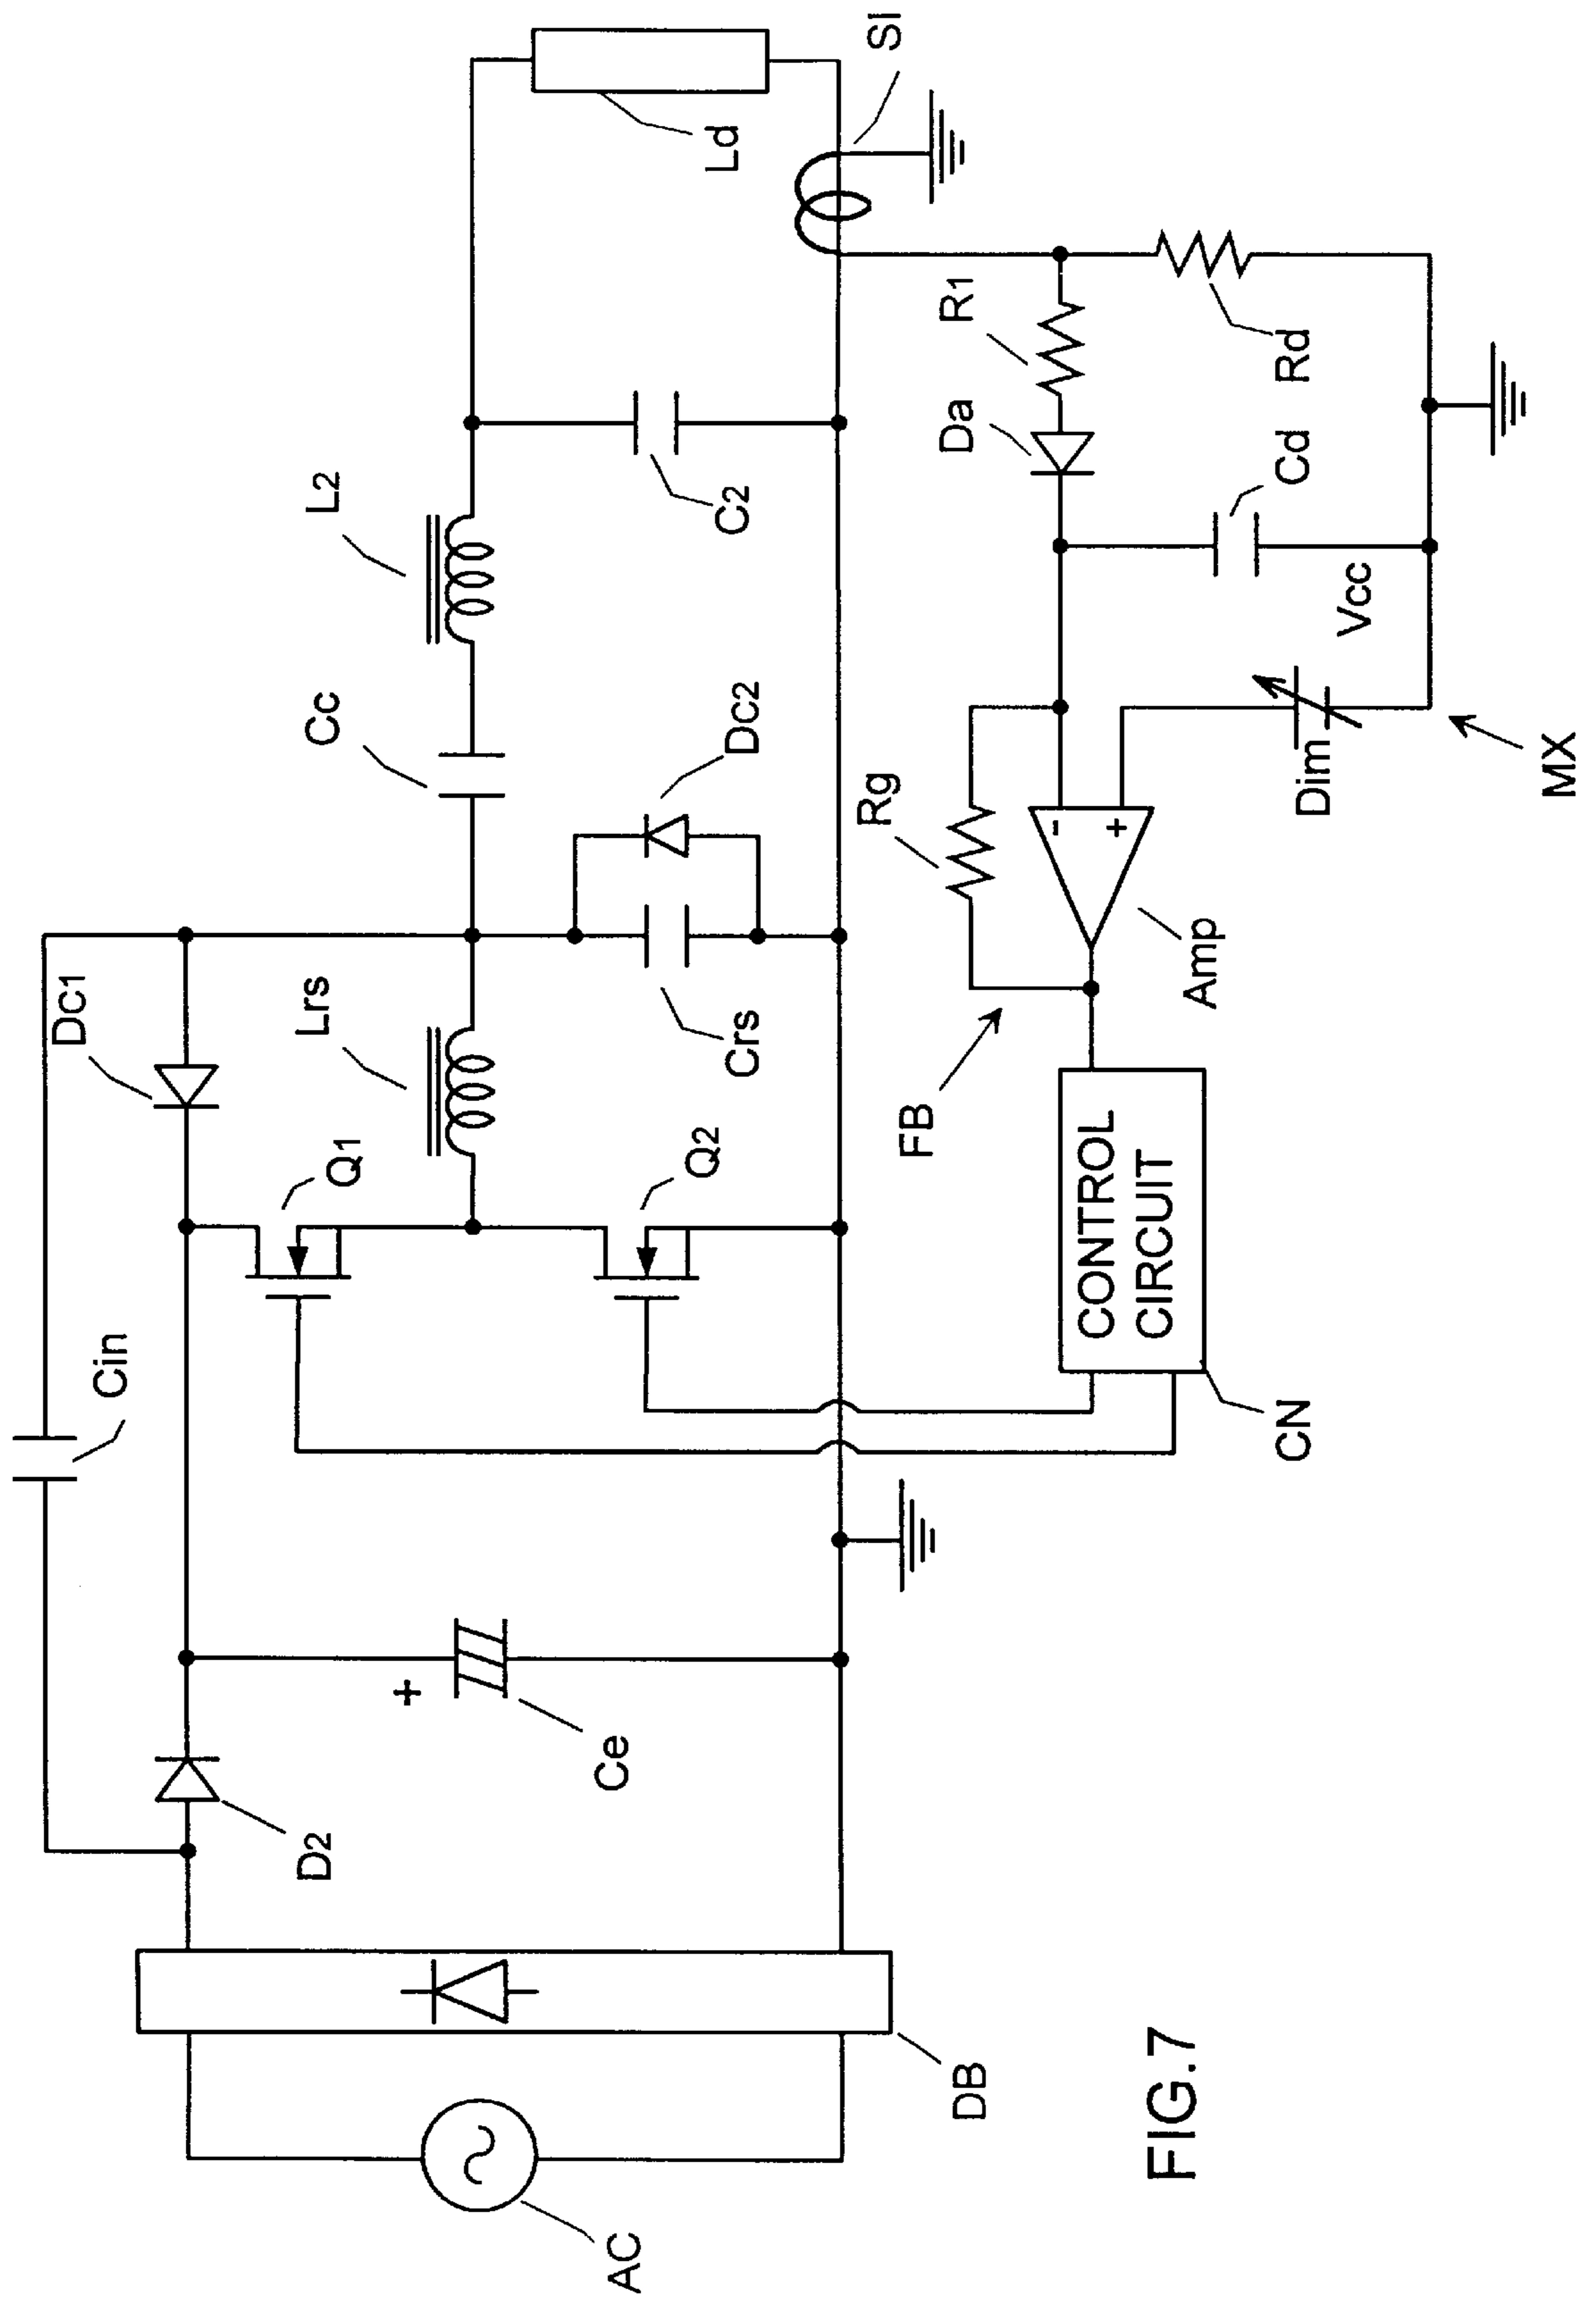 Cin
DC1
D2
Q1
Lrs
Cc
L2
+
Ce
Q2
Crs
DC2
C2
Ld
SI
AC
DB
FB
Rg
Da
R1
CONTROL
CIRCUIT
-
+
Amp
Dim
Vcc
Cd
Rd
CN
MX
FIG.7